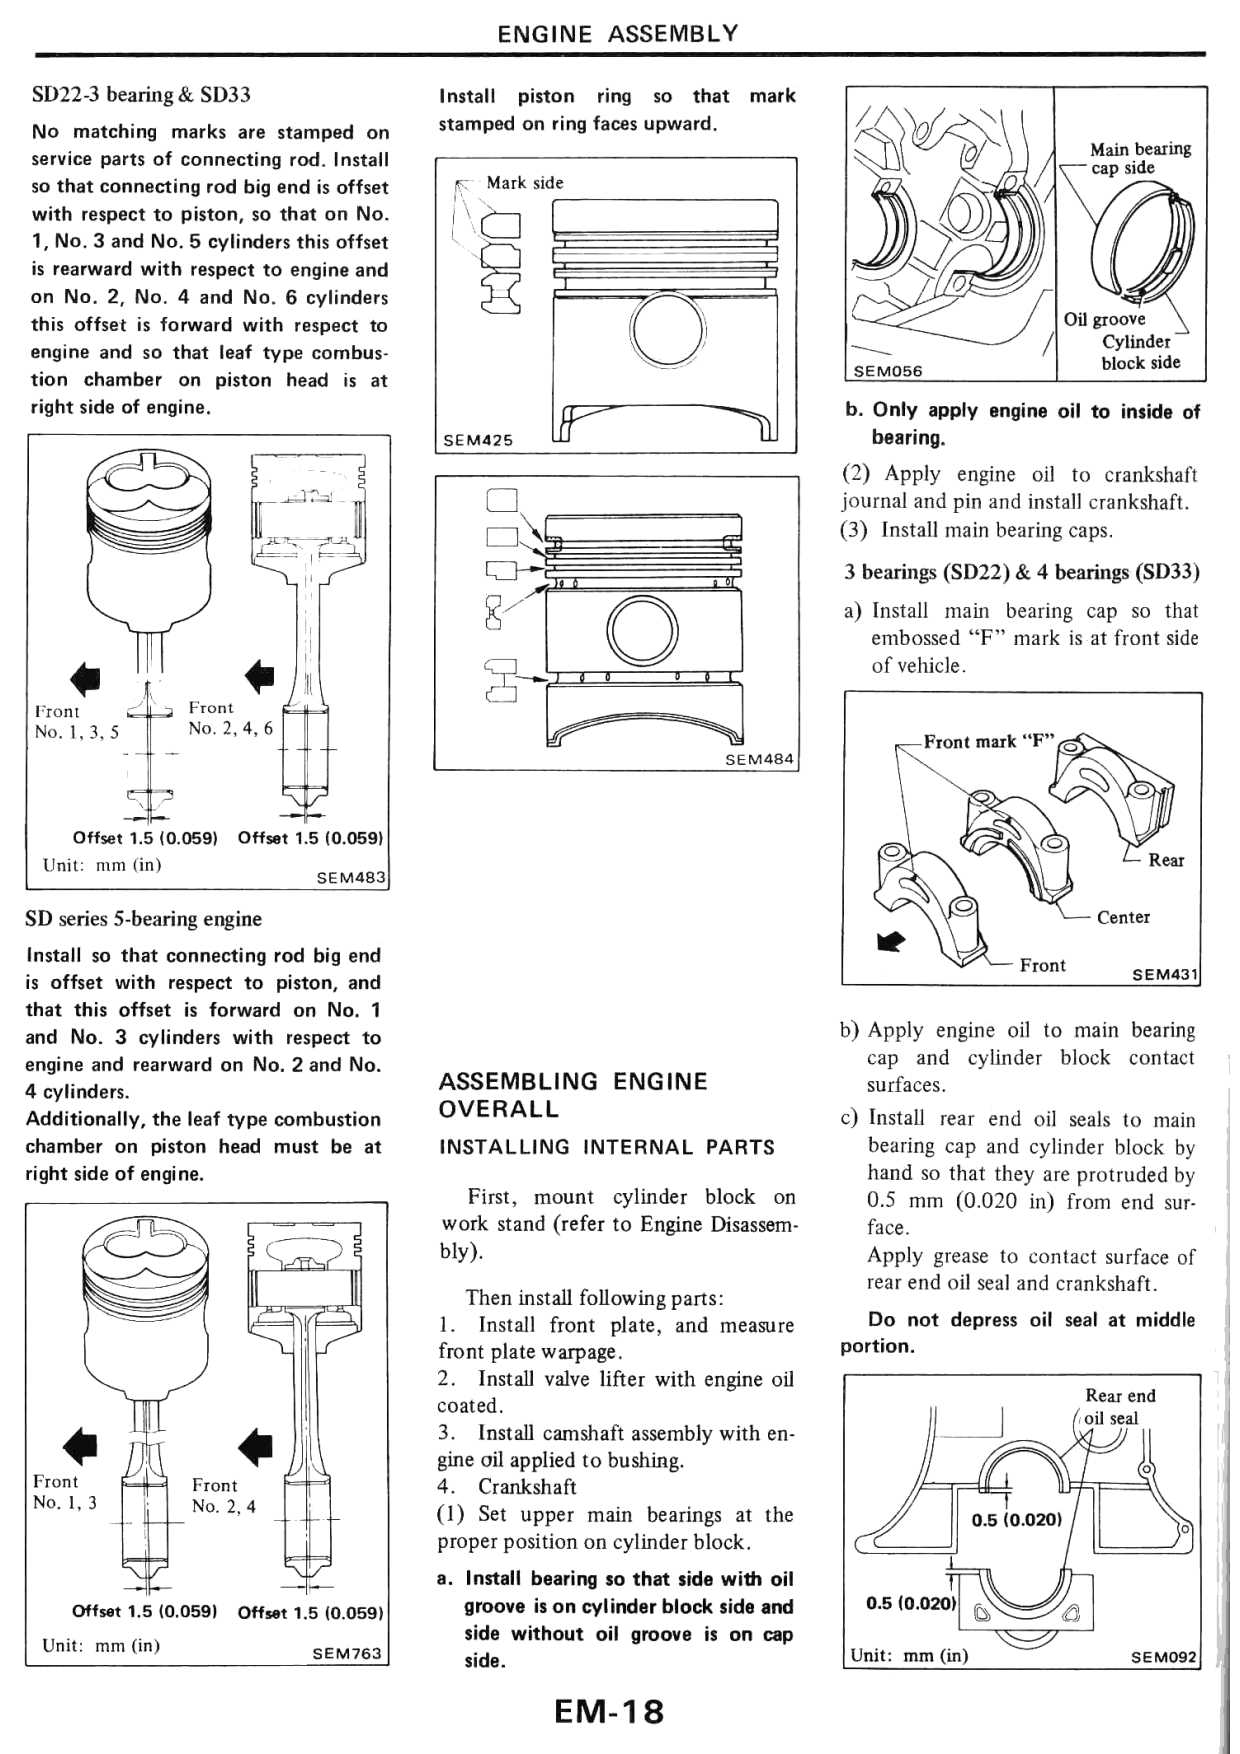 ENGINE ASSEMBLY
SD22-3 bearing & SD33
No matching marks are stamped on
service parts of connecting rod. Install
so that connecting rod big end is offset
with respect to piston, so that on No.
1, No. 3 and No. 5 cylinders this offset
is rearward with respect to engine and
on No. 2, No. 4 and No. 6 cylinders
this offset is forward with respect to
engine and so that leaf type combus-
tion chamber on piston head is at
right side of engine.
Front
No. 1, 3, 5
Front
No. 2, 4, 6
Offset 1.5 (0.059) Offset 1.5 (0.059)
Unit: mm (in)
SEM483
SD series 5-bearing engine
Install so that connecting rod big end
is offset with respect to piston, and
that this offset is forward on No. 1
and No. 3 cylinders with respect to
engine and rearward on No. 2 and No.
4 cylinders.
Additionally, the leaf type combustion
chamber on piston head must be at
right side of engine.
Front
No. 1, 3
Front
No. 2, 4
Offset 1.5 (0.059) Offset 1.5 (0.059)
Unit: mm (in)
SEM763
Install piston ring so that mark
stamped on ring faces upward.
Mark side
SEM425
SEM484
ASSEMBLING ENGINE
OVERALL
INSTALLING INTERNAL PARTS
First, mount cylinder block on
work stand (refer to Engine Disassem-
bly).
Then install following parts:
1. Install front plate, and measure
front plate warpage.
2. Install valve lifter with engine oil
coated.
3. Install camshaft assembly with en-
gine oil applied to bushing.
4. Crankshaft
(1) Set upper main bearings at the
proper position on cylinder block.
a. Install bearing so that side with oil
groove is on cylinder block side and
side without oil groove is on cap
side.
Main bearing
cap side
Oil groove
Cylinder
block side
SEM056
b. Only apply engine oil to inside of
bearing.
(2) Apply engine oil to crankshaft
journal and pin and install crankshaft.
(3) Install main bearing caps.
3 bearings (SD22) & 4 bearings (SD33)
a) Install main bearing cap so that
embossed “F” mark is at front side
of vehicle.
Front mark “F”
Rear
Center
Front
SEM431
b) Apply engine oil to main bearing
cap and cylinder block contact
surfaces.
c) Install rear end oil seals to main
bearing cap and cylinder block by
hand so that they are protruded by
0.5 mm (0.020 in) from end sur-
face.
Apply grease to contact surface of
rear end oil seal and crankshaft.
Do not depress oil seal at middle
portion.
Rear end
oil seal
0.5 (0.020)
0.5 (0.020)
Unit: mm (in)
SEM092
EM-18